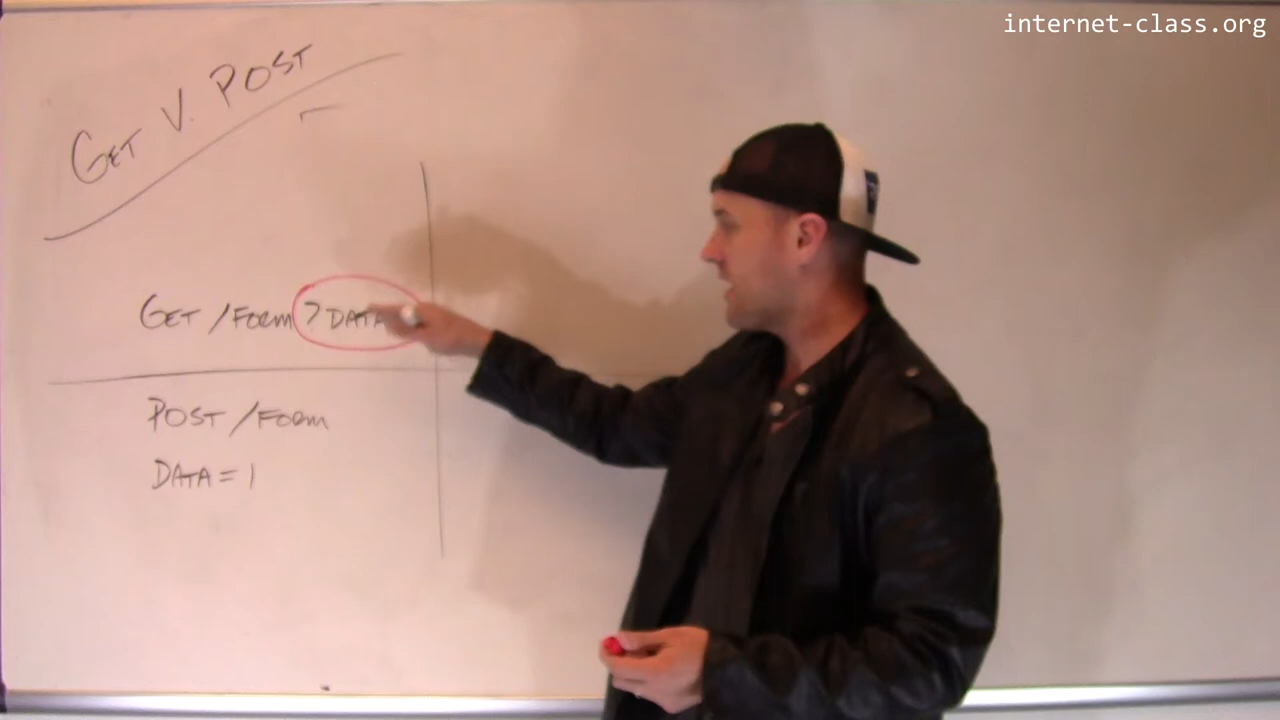 internet-class.org
GET V. POST
GET /FORM ?DATA
POST /FORM
DATA = 1